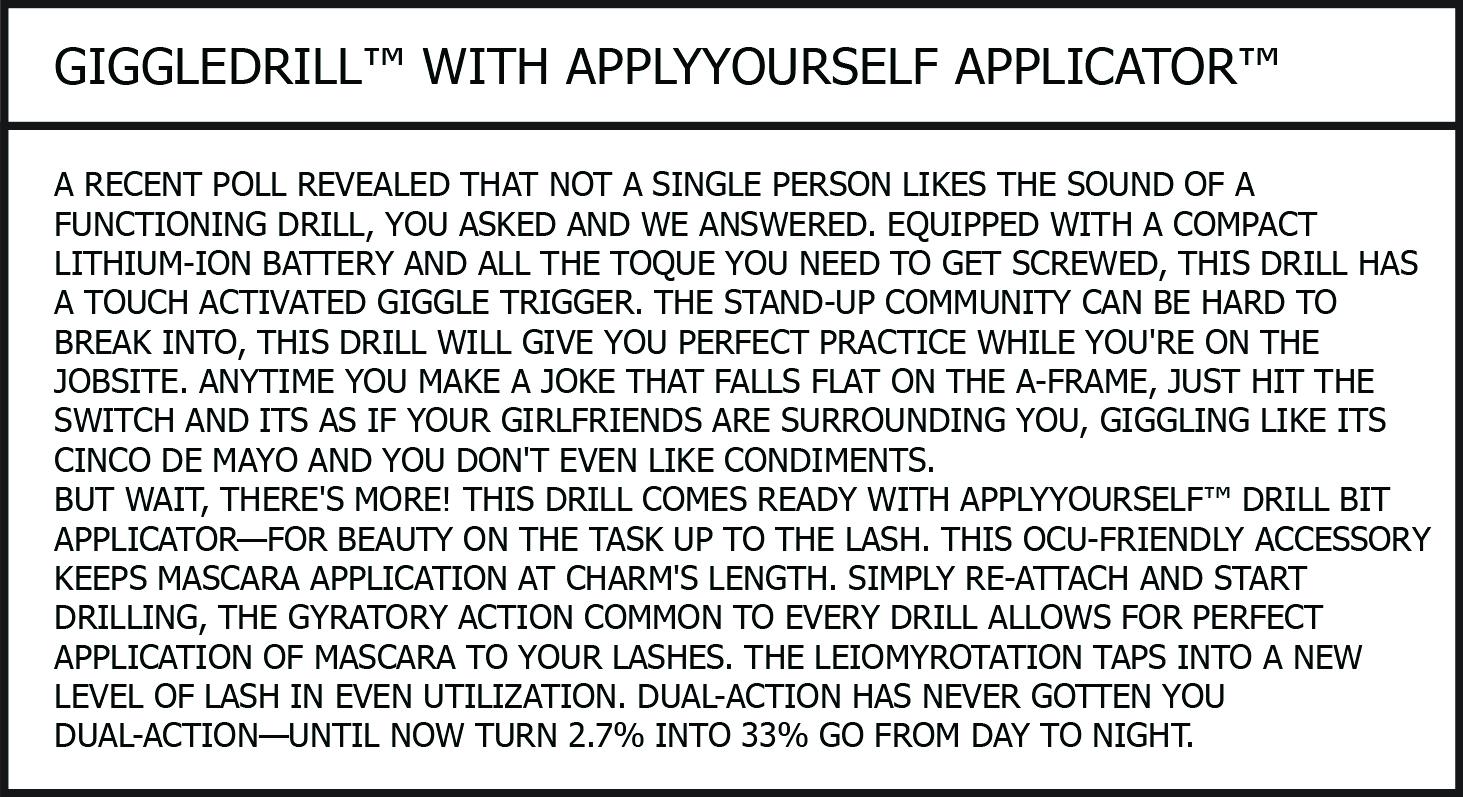 GIGGLEDRILL™ WITH APPLYYOURSELF APPLICATOR™
A RECENT POLL REVEALED THAT NOT A SINGLE PERSON LIKES THE SOUND OF A
FUNCTIONING DRILL, YOU ASKED AND WE ANSWERED. EQUIPPED WITH A COMPACT
LITHIUM-ION BATTERY AND ALL THE TOQUE YOU NEED TO GET SCREWED, THIS DRILL HAS
A TOUCH ACTIVATED GIGGLE TRIGGER. THE STAND-UP COMMUNITY CAN BE HARD TO
BREAK INTO, THIS DRILL WILL GIVE YOU PERFECT PRACTICE WHILE YOU'RE ON THE
JOBSITE. ANYTIME YOU MAKE A JOKE THAT FALLS FLAT ON THE A-FRAME, JUST HIT THE
SWITCH AND ITS AS IF YOUR GIRLFRIENDS ARE SURROUNDING YOU, GIGGLING LIKE ITS
CINCO DE MAYO AND YOU DON'T EVEN LIKE CONDIMENTS.
BUT WAIT, THERE'S MORE! THIS DRILL COMES READY WITH APPLYYOURSELF™ DRILL BIT
APPLICATOR—FOR BEAUTY ON THE TASK UP TO THE LASH. THIS OCU-FRIENDLY ACCESSORY
KEEPS MASCARA APPLICATION AT CHARM'S LENGTH. SIMPLY RE-ATTACH AND START
DRILLING, THE GYRATORY ACTION COMMON TO EVERY DRILL ALLOWS FOR PERFECT
APPLICATION OF MASCARA TO YOUR LASHES. THE LEIOMYROTATION TAPS INTO A NEW
LEVEL OF LASH IN EVEN UTILIZATION. DUAL-ACTION HAS NEVER GOTTEN YOU
DUAL-ACTION—UNTIL NOW TURN 2.7% INTO 33% GO FROM DAY TO NIGHT.